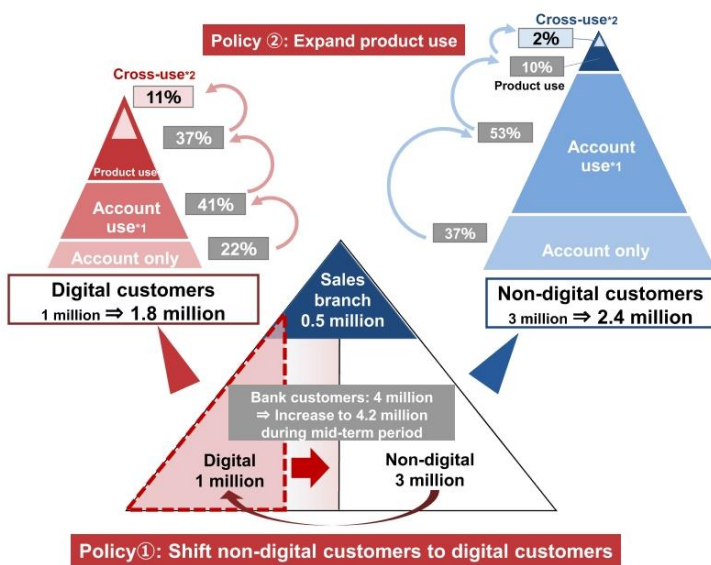 Policy ②: Expand product use
Cross-use*2
11%
37%
Product use
41%
Account
use*1
22%
Account only
Digital customers
1 million ⇒ 1.8 million
Cross-use*2
2%
10%
Product use
53%
Account
use*1
37%
Account only
Non-digital customers
3 million ⇒ 2.4 million
Sales
branch
0.5 million
Bank customers: 4 million
⇒ Increase to 4.2 million
during mid-term period
Digital
1 million
Non-digital
3 million
Policy①: Shift non-digital customers to digital customers